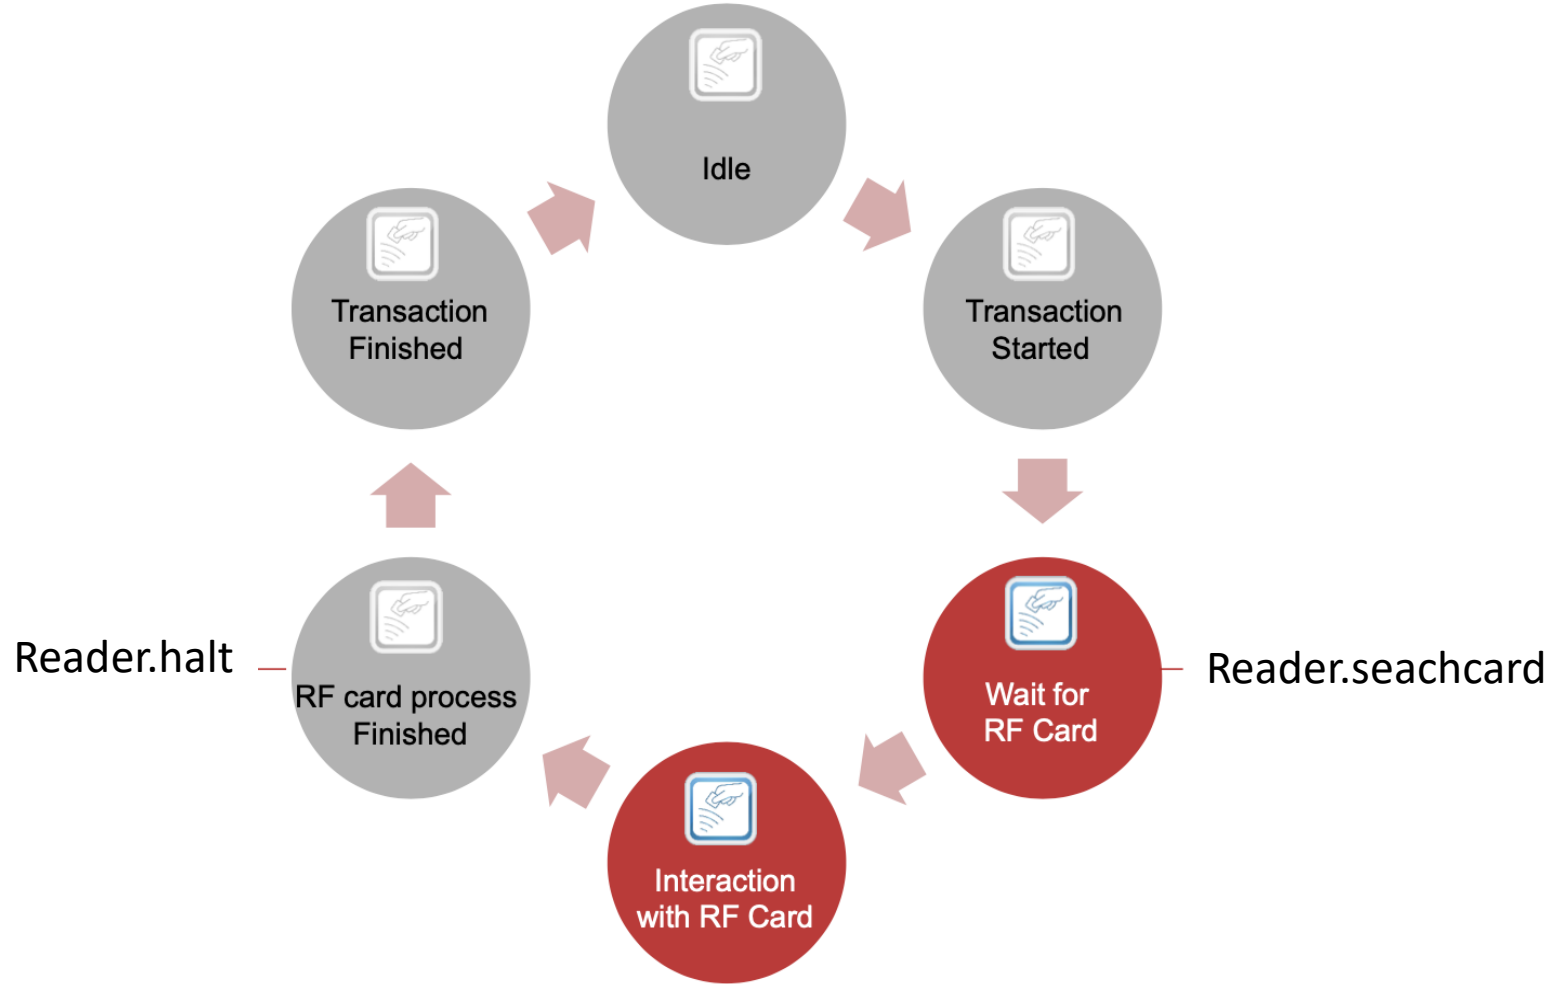 Idle
Transaction
Started
Wait for
RF Card
Reader.seachcard
Interaction
with RF Card
RF card process
Finished
Reader.halt
Transaction
Finished